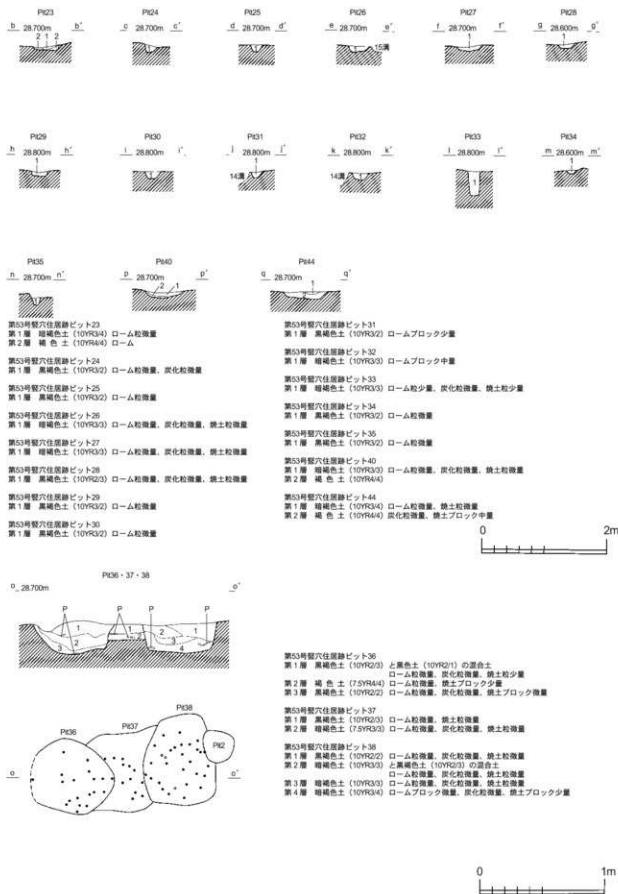 Pit23
b 28.700m b'
2 1 2
Pit24
c 28.700m c'
1
Pit25
d 28.700m d'
1
Pit26
e 28.700m e'
1
15溝
Pit27
f 28.700m f'
1
Pit28
g 28.600m g'
1
Pit29
h 28.800m h'
1
Pit30
i 28.800m i'
1
Pit31
j 28.800m j'
1
14溝
Pit32
k 28.800m k'
1
14溝
Pit33
l 28.800m l'
1
Pit34
m 28.600m m'
1
Pit35
n 28.700m n'
1
Pit40
p 28.700m p'
2 1
Pit44
q 28.700m q'
1
第53号竪穴住居跡ピット23
第1層 暗褐色土（10YR3/4）ローム粒微量
第2層 褐色土（10YR4/4）ローム
第53号竪穴住居跡ピット24
第1層 黒褐色土（10YR3/2）ローム粒微量、炭化粒微量
第53号竪穴住居跡ピット25
第1層 黒褐色土（10YR3/2）ローム粒微量
第53号竪穴住居跡ピット26
第1層 暗褐色土（10YR3/3）ローム粒微量、炭化粒微量、焼土粒微量
第53号竪穴住居跡ピット27
第1層 暗褐色土（10YR3/3）ローム粒微量、炭化粒微量、焼土粒微量
第53号竪穴住居跡ピット28
第1層 黒褐色土（10YR2/3）ローム粒微量、炭化粒微量、焼土粒微量
第53号竪穴住居跡ピット29
第1層 黒褐色土（10YR3/2）ローム粒微量
第53号竪穴住居跡ピット30
第1層 黒褐色土（10YR3/2）ローム粒微量
第53号竪穴住居跡ピット31
第1層 黒褐色土（10YR3/2）ロームブロック少量
第53号竪穴住居跡ピット32
第1層 暗褐色土（10YR3/3）ロームブロック中量
第53号竪穴住居跡ピット33
第1層 暗褐色土（10YR3/3）ローム粒少量、炭化粒微量、焼土粒少量
第53号竪穴住居跡ピット34
第1層 黒褐色土（10YR3/2）ローム粒微量
第53号竪穴住居跡ピット35
第1層 黒褐色土（10YR3/2）ローム粒微量
第53号竪穴住居跡ピット40
第1層 暗褐色土（10YR3/3）ローム粒微量、炭化粒微量、焼土粒微量
第2層 褐色土（10YR4/4）
第53号竪穴住居跡ピット44
第1層 暗褐色土（10YR3/4）ローム粒微量、焼土粒微量
第2層 褐色土（10YR4/4）炭化粒微量、焼土ブロック中量
0 2m
Pit36・37・38
o 28.700m o'
P P P P
1 1 2 1
2 2 3
3 4
Pit36
Pit37
Pit38
Pit2
o o'
第53号竪穴住居跡ピット36
第1層 黒褐色土（10YR2/3）と黒色土（10YR2/1）の混合土
ローム粒微量、炭化粒微量、焼土粒少量
第2層 褐色土（7.5YR4/4）ローム粒微量、焼土ブロック少量
第3層 黒褐色土（10YR2/2）ローム粒微量、炭化粒微量、焼土ブロック微量
第53号竪穴住居跡ピット37
第1層 黒褐色土（10YR2/3）ローム粒微量、焼土粒微量
第2層 暗褐色土（7.5YR3/3）ローム粒微量、炭化粒微量、焼土粒微量
第53号竪穴住居跡ピット38
第1層 黒褐色土（10YR2/2）ローム粒微量、炭化粒微量、焼土粒微量
第2層 暗褐色土（10YR3/3）と黒褐色土（10YR2/3）の混合土
ローム粒微量、炭化粒微量、焼土粒微量
第3層 暗褐色土（10YR3/3）ローム粒微量、炭化粒微量、焼土粒微量
第4層 暗褐色土（10YR3/4）ロームブロック微量、炭化粒微量、焼土ブロック少量
0 1m